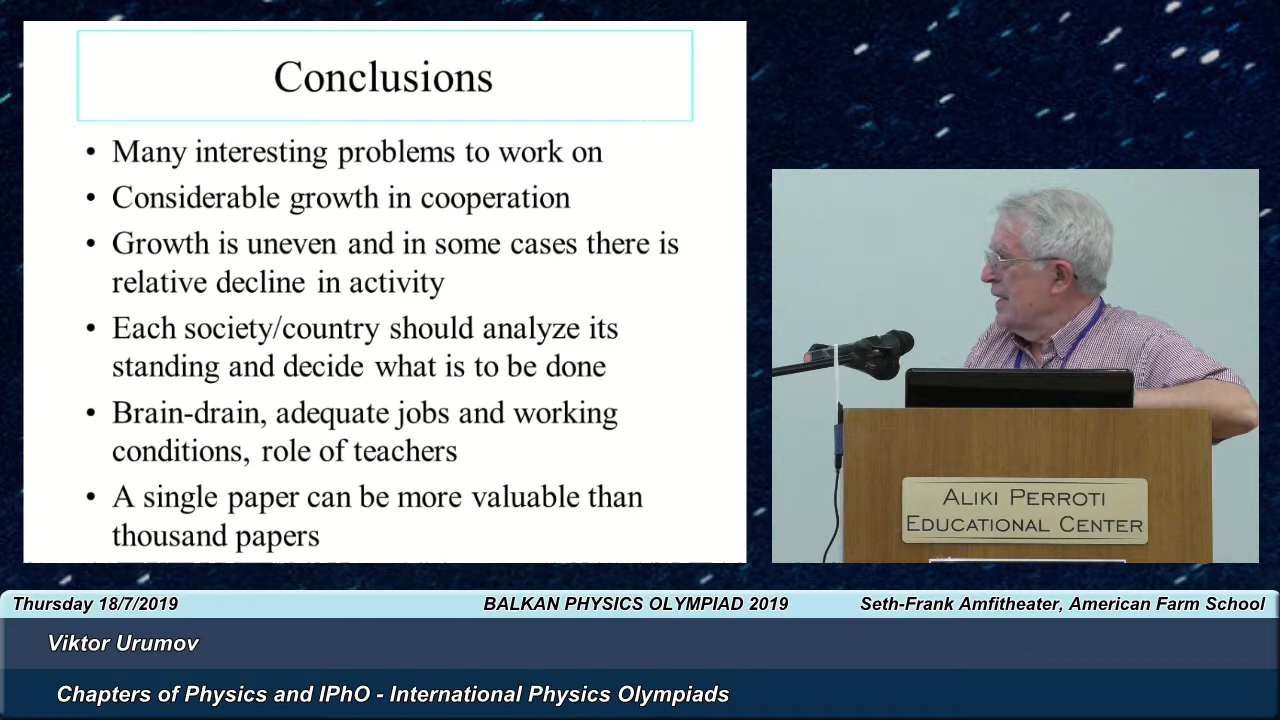 Conclusions
• Many interesting problems to work on
• Considerable growth in cooperation
• Growth is uneven and in some cases there is
relative decline in activity
• Each society/country should analyze its
standing and decide what is to be done
• Brain-drain, adequate jobs and working
conditions, role of teachers
• A single paper can be more valuable than
thousand papers
ALIKI PERROTI
EDUCATIONAL CENTER
Thursday 18/7/2019
BALKAN PHYSICS OLYMPIAD 2019
Seth-Frank Amfitheater, American Farm School
Viktor Urumov
Chapters of Physics and IPhO - International Physics Olympiads